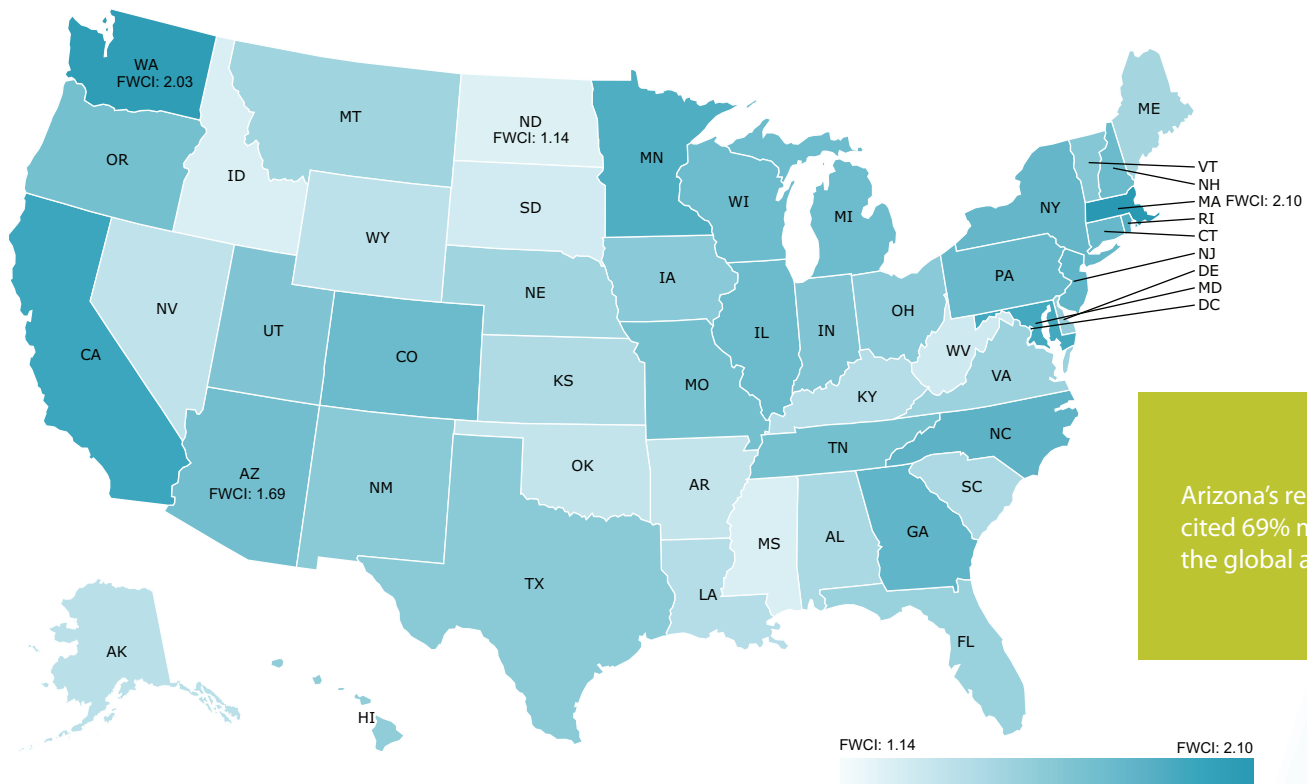 WA
FWCI: 2.03
MT
ND
FWCI: 1.14
ME
OR
ID
MN
VT
NH
SD
WI
MI
NY
MA FWCI: 2.10
RI
CT
WY
NJ
DE
MD
DC
IA
PA
NE
NV
OH
UT
IL
IN
CA
CO
WV
VA
KS
MO
KY
NC
TN
AZ
FWCI: 1.69
NM
OK
AR
SC
MS
AL
GA
TX
LA
FL
AK
HI
Arizona's re
cited 69% m
the global a
FWCI: 1.14
FWCI: 2.10